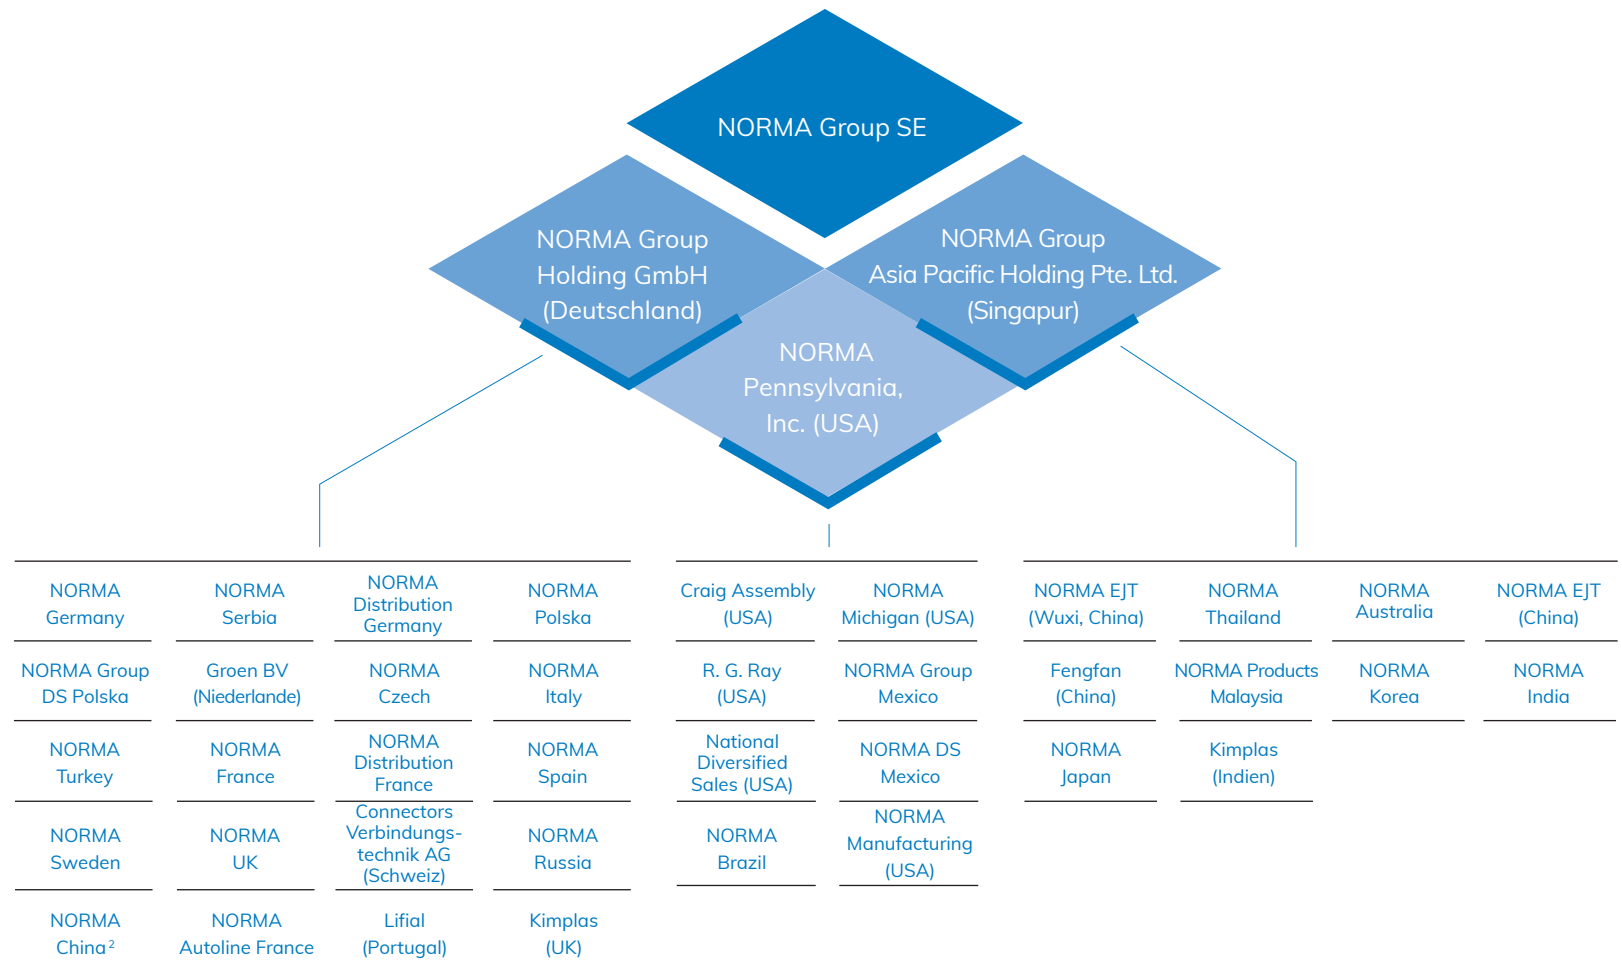 NORMA Group SE
NORMA Group
Holding GmbH
(Deutschland)
NORMA Group
Asia Pacific Holding Pte. Ltd.
(Singapur)
NORMA
Pennsylvania,
Inc. (USA)
NORMA
Germany
NORMA
Serbia
NORMA
Distribution
Germany
NORMA
Polska
NORMA Group
DS Polska
Groen BV
(Niederlande)
NORMA
Czech
NORMA
Italy
NORMA
Turkey
NORMA
France
NORMA
Distribution
France
NORMA
Spain
NORMA
Sweden
NORMA
UK
Connectors
Verbindungs-
technik AG
(Schweiz)
NORMA
Russia
NORMA
China 2
NORMA
Autoline France
Lifial
(Portugal)
Kimplas
(UK)
Craig Assembly
(USA)
NORMA
Michigan (USA)
R. G. Ray
(USA)
NORMA Group
Mexico
National
Diversified
Sales (USA)
NORMA DS
Mexico
NORMA
Brazil
NORMA
Manufacturing
(USA)
NORMA EJT
(Wuxi, China)
NORMA
Thailand
NORMA
Australia
NORMA EJT
(China)
Fengfan
(China)
NORMA Products
Malaysia
NORMA
Korea
NORMA
India
NORMA
Japan
Kimplas
(Indien)